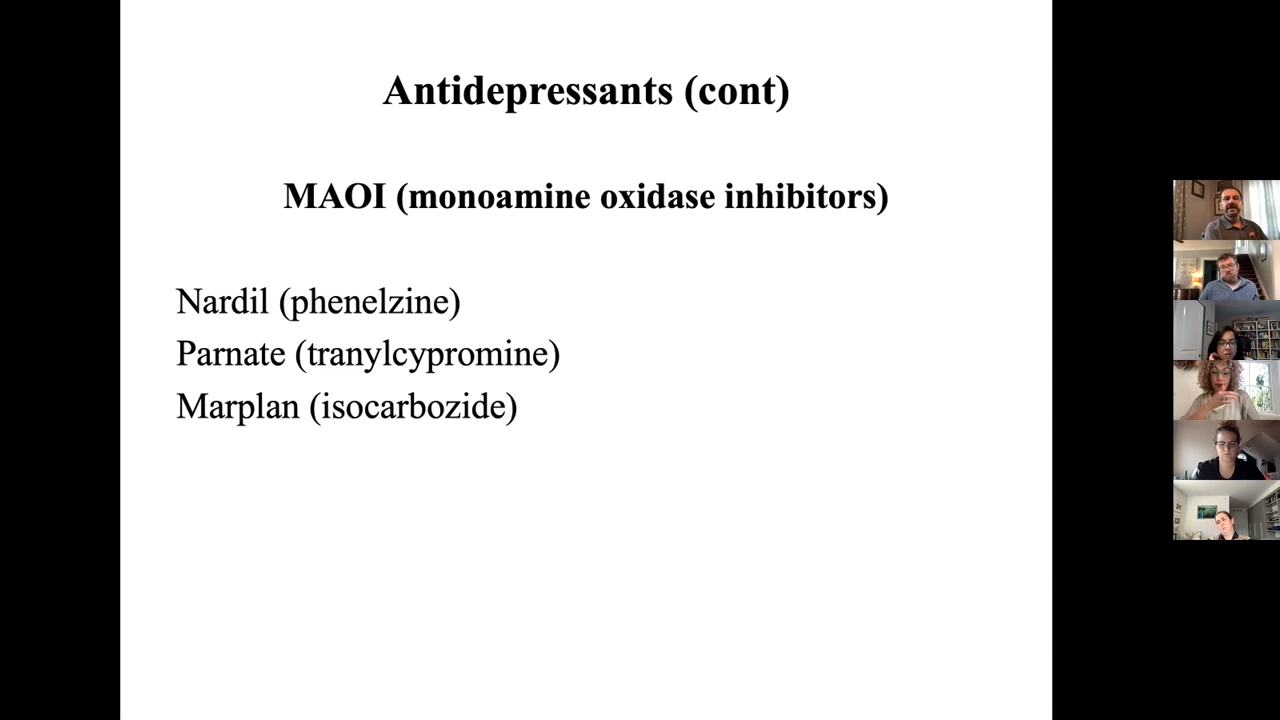 Antidepressants (cont)
MAOI (monoamine oxidase inhibitors)
Nardil (phenelzine)
Parnate (tranylcypromine)
Marplan (isocarbozide)